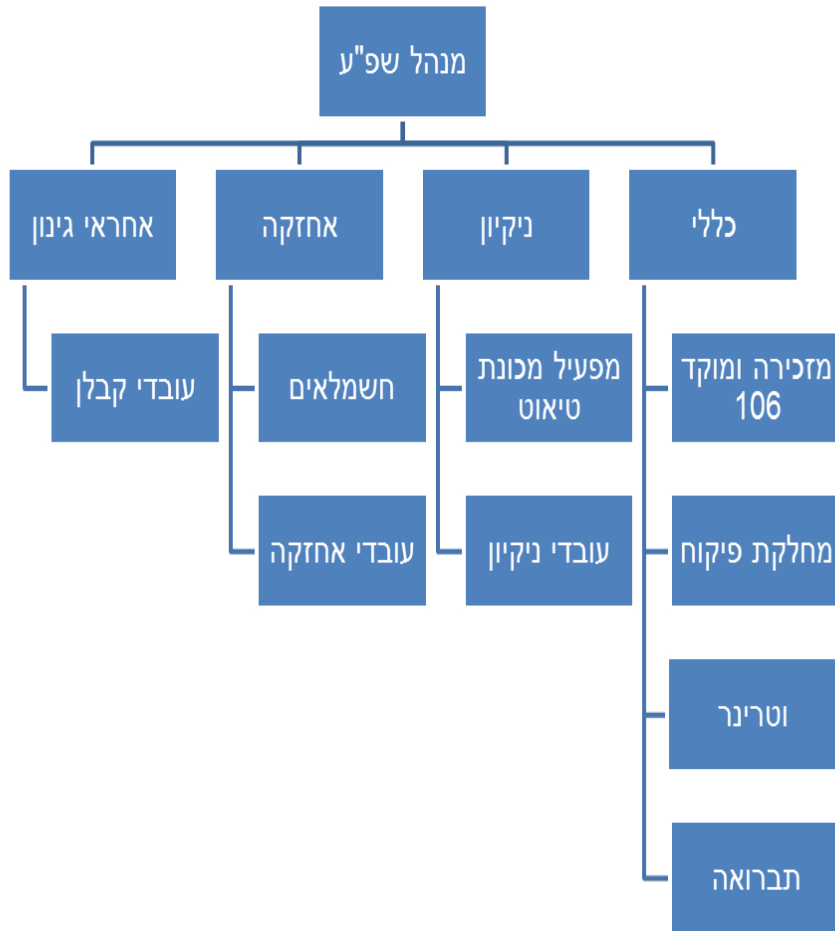 מנהל שפ"ע
כללי
ניקיון
אחזקה
אחראי גינון
מזכירה ומוקד
106
מפעיל מכונת
טיאוט
חשמלאים
עובדי קבלן
מחלקת פיקוח
עובדי ניקיון
עובדי אחזקה
וטרינר
תברואה